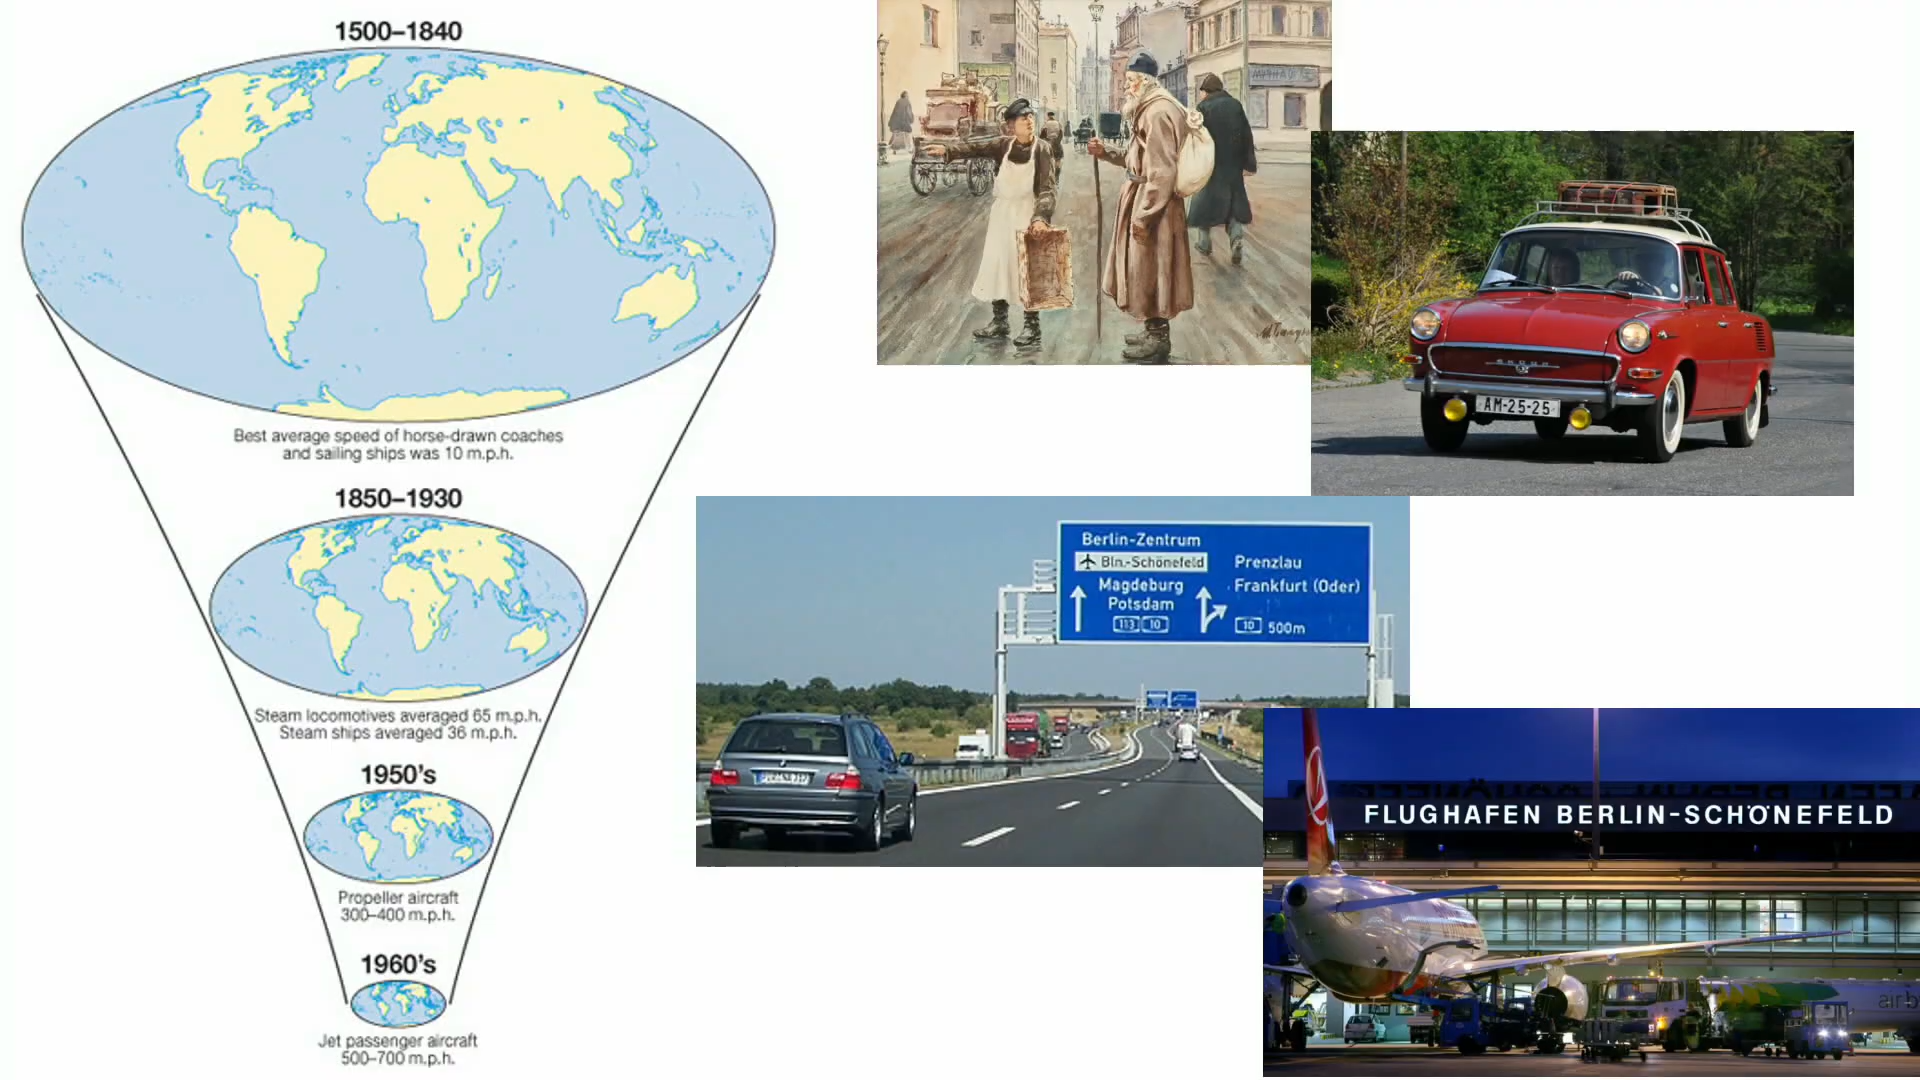 1500–1840
Best average speed of horse-drawn coaches
and sailing ships was 10 m.p.h.
1850–1930
Steam locomotives averaged 65 m.p.h.
Steam ships averaged 36 m.p.h.
1950's
Propeller aircraft
300–400 m.p.h.
1960's
Jet passenger aircraft
500–700 m.p.h.
SKODA
AM-25-25
Berlin-Zentrum
Bln.-Schönefeld
Magdeburg
Potsdam
113 10
Prenzlau
Frankfurt (Oder)
10 500m
FLUGHAFEN BERLIN-SCHÖNEFELD